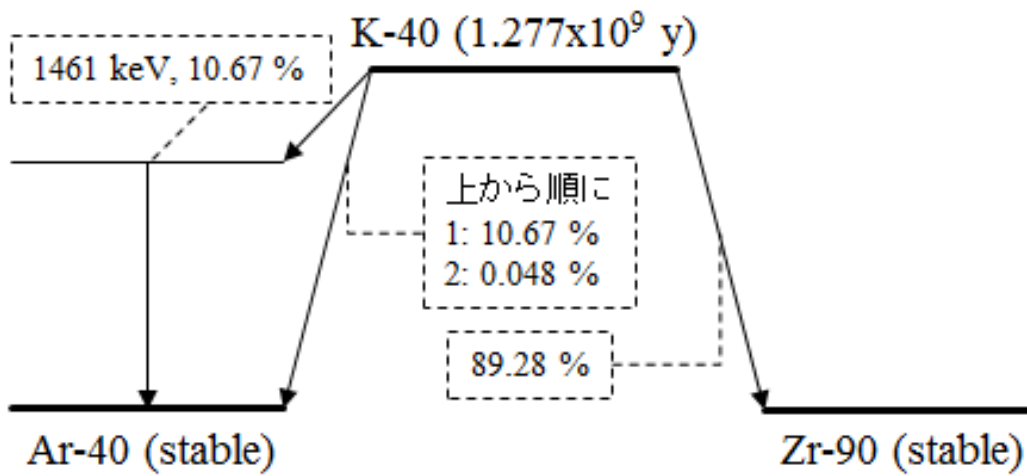 K-40 (1.277x10⁹ y)
1461 keV, 10.67 %
上から順に
1: 10.67 %
2: 0.048 %
89.28 %
Ar-40 (stable)
Zr-90 (stable)